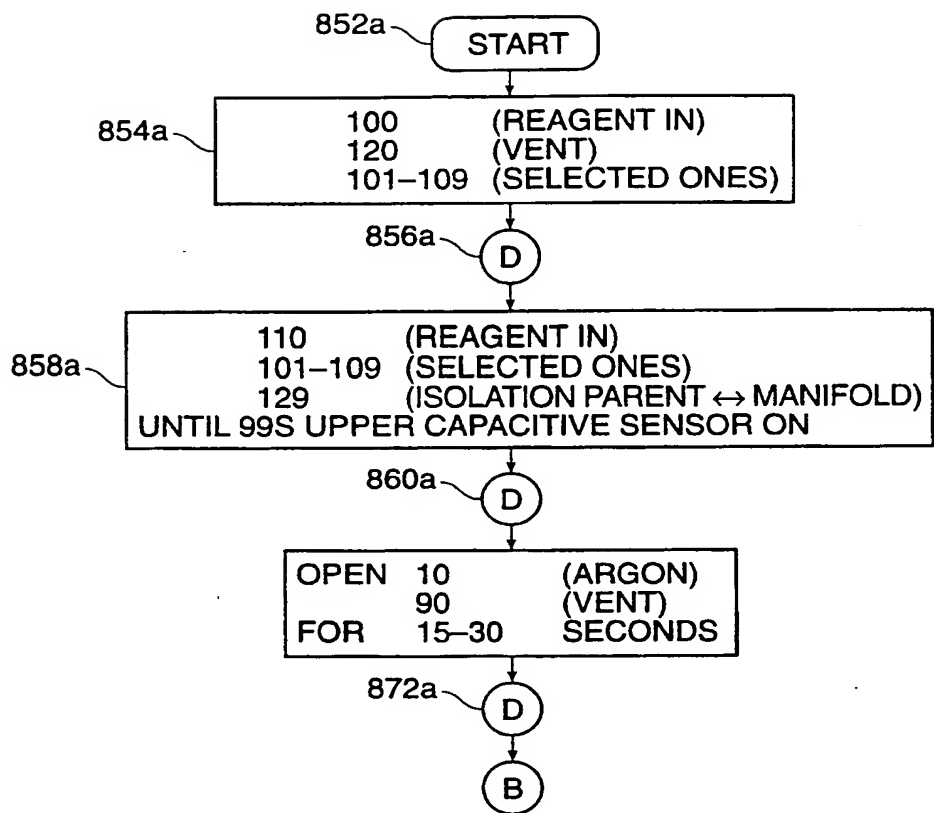 852a
START
854a
100 (REAGENT IN)
120 (VENT)
101–109 (SELECTED ONES)
856a
D
858a
110 (REAGENT IN)
101–109 (SELECTED ONES)
129 (ISOLATION PARENT ↔ MANIFOLD)
UNTIL 99S UPPER CAPACITIVE SENSOR ON
860a
D
OPEN 10 (ARGON)
90 (VENT)
FOR 15–30 SECONDS
872a
D
B